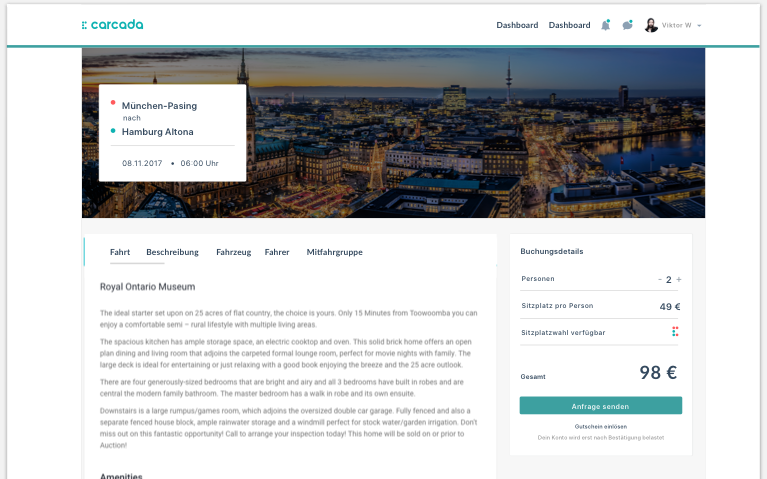 carcada
Dashboard Dashboard Viktor W
München-Pasing
nach
Hamburg Altona
08.11.2017 • 06:00 Uhr
Fahrt Beschreibung Fahrzeug Fahrer Mitfahrgruppe
Royal Ontario Museum
The ideal starter set upon on 25 acres of flat country, the choice is yours. Only 15 Minutes from Toowoomba you can
enjoy a comfortable semi – rural lifestyle with multiple living areas.
The spacious kitchen has ample storage space, an electric cooktop and oven. This solid brick home offers an open
plan dining and living room that adjoins the carpeted formal lounge room, perfect for movie nights with family. The
large deck is ideal for entertaining or just relaxing with a good book enjoying the breeze and the 25 acre outlook.
There are four generously-sized bedrooms that are bright and airy and all 3 bedrooms have built in robes and are
central the modern family bathroom. The master bedroom has a walk in robe and its own ensuite.
Downstairs is a large rumpus/games room, which adjoins the oversized double car garage. Fully fenced and also a
separate fenced house block, ample rainwater storage and a windmill perfect for stock water/garden irrigation. Don't
miss out on this fantastic opportunity! Call to arrange your inspection today! This home will be sold on or prior to
Auction!
Amenities
Buchungsdetails
Personen - 2 +
Sitzplatz pro Person 49 €
Sitzplatzwahl verfügbar
Gesamt 98 €
Anfrage senden
Gutschein einlösen
Dein Konto wird erst nach Bestätigung belastet